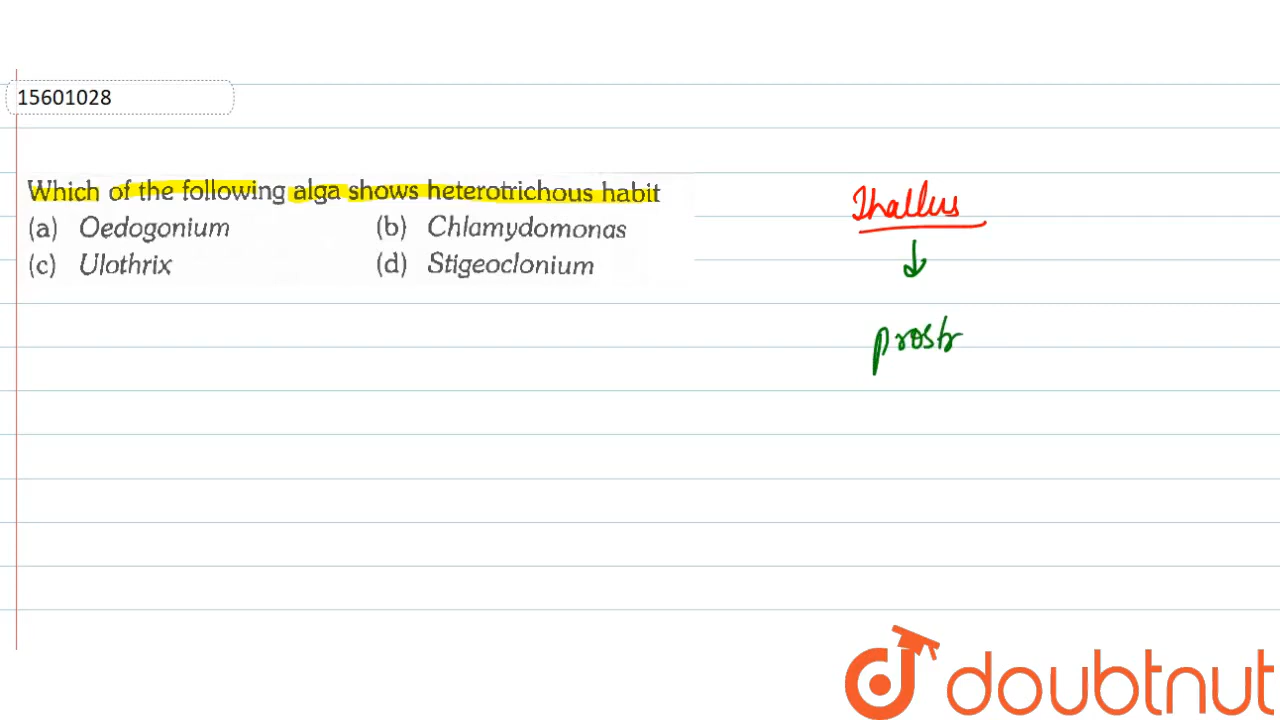 15601028
Which of the following alga shows heterotrichous habit
(a) Oedogonium (b) Chlamydomonas
(c) Ulothrix (d) Stigeoclonium
Thallus
prostr
doubtnut